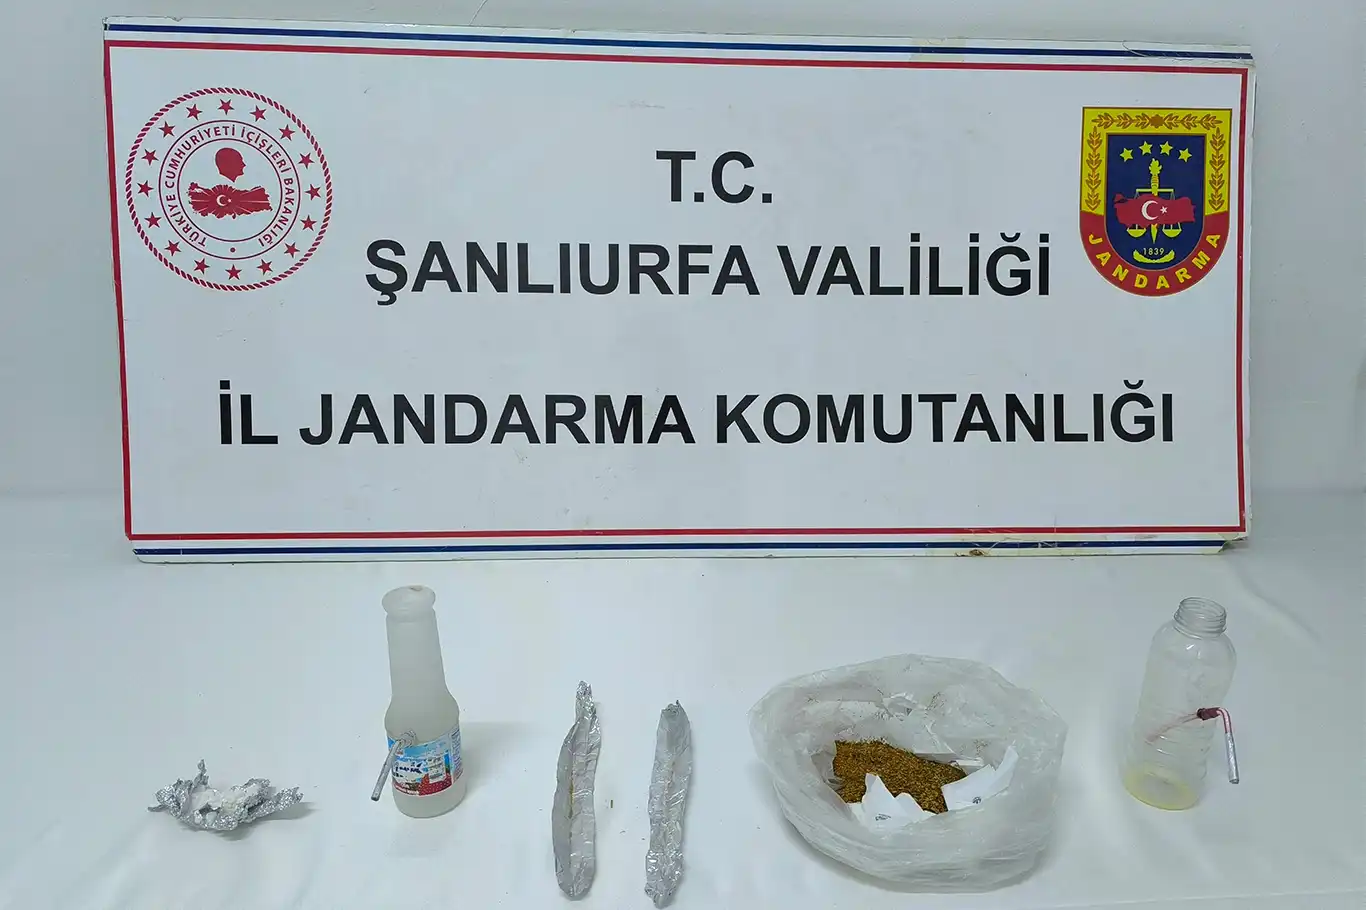 TÜRKİYE CUMHURİYETİ İÇİŞLERİ BAKANLIĞI
T.C.
ŞANLIURFA VALİLİĞİ
İL JANDARMA KOMUTANLIĞI
1839
JANDARMA